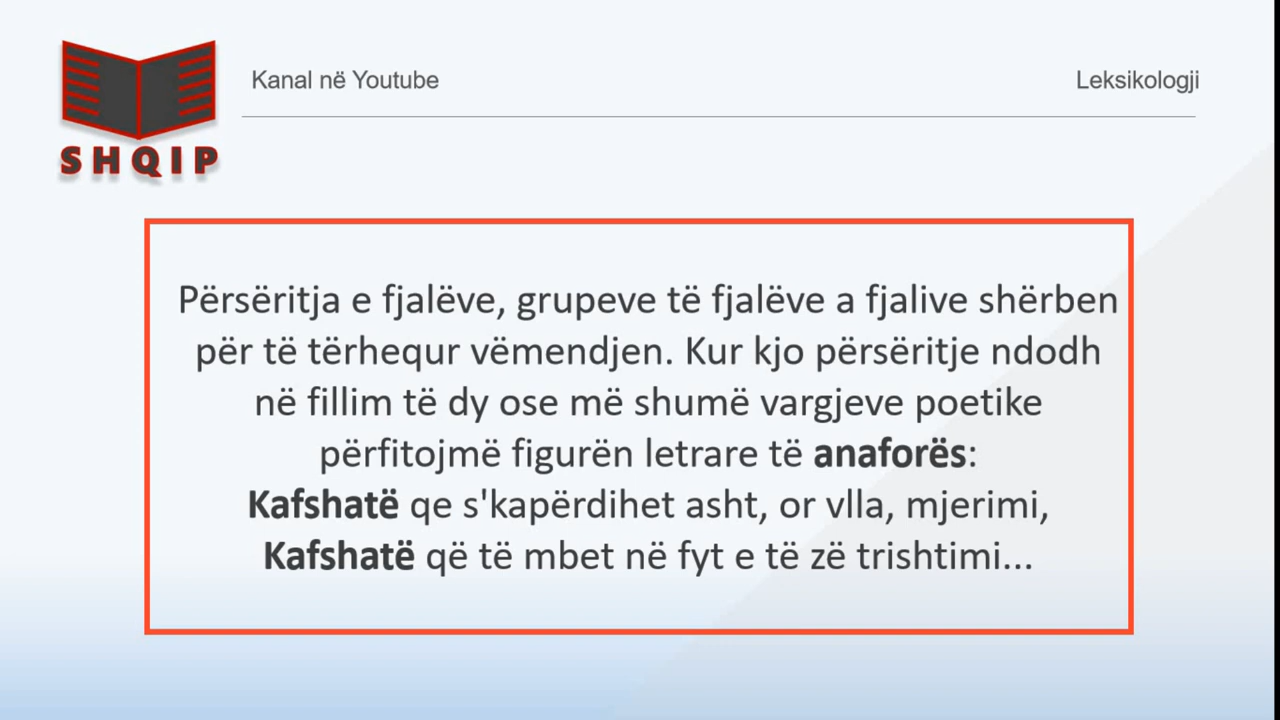 Kanal në Youtube
Leksikologji
SHQIP
Përsëritja e fjalëve, grupeve të fjalëve a fjalive shërben
për të tërhequr vëmendjen. Kur kjo përsëritje ndodh
në fillim të dy ose më shumë vargjeve poetike
përfitojmë figurën letrare të anaforës:
Kafshatë qe s'kapërdihet asht, or vlla, mjerimi,
Kafshatë që të mbet në fyt e të zë trishtimi...